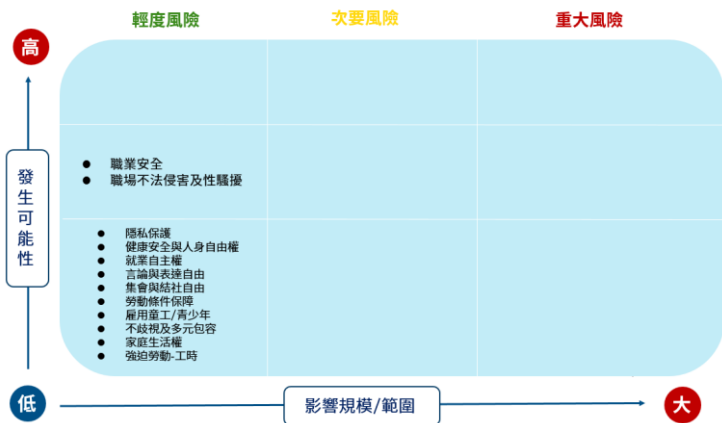 輕度風險
次要風險
重大風險
高
● 職業安全
● 職場不法侵害及性騷擾
發生可能性
● 隱私保護
● 健康安全與人身自由權
● 就業自主權
● 言論與表達自由
● 集會與結社自由
● 勞動條件保障
● 雇用童工/青少年
● 不歧視及多元包容
● 家庭生活權
● 強迫勞動-工時
低
影響規模/範圍
大